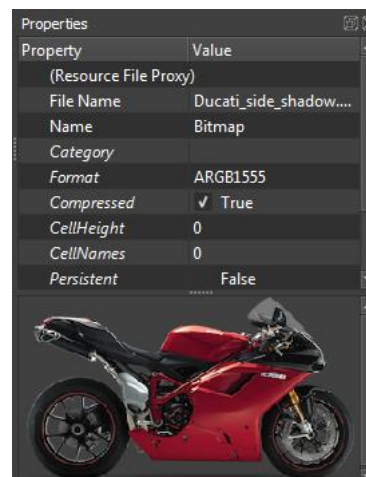 Properties
Property Value
(Resource File Proxy)
File Name Ducati_side_shadow....
Name Bitmap
Category
Format ARGB1555
Compressed True
CellHeight 0
CellNames 0
Persistent False